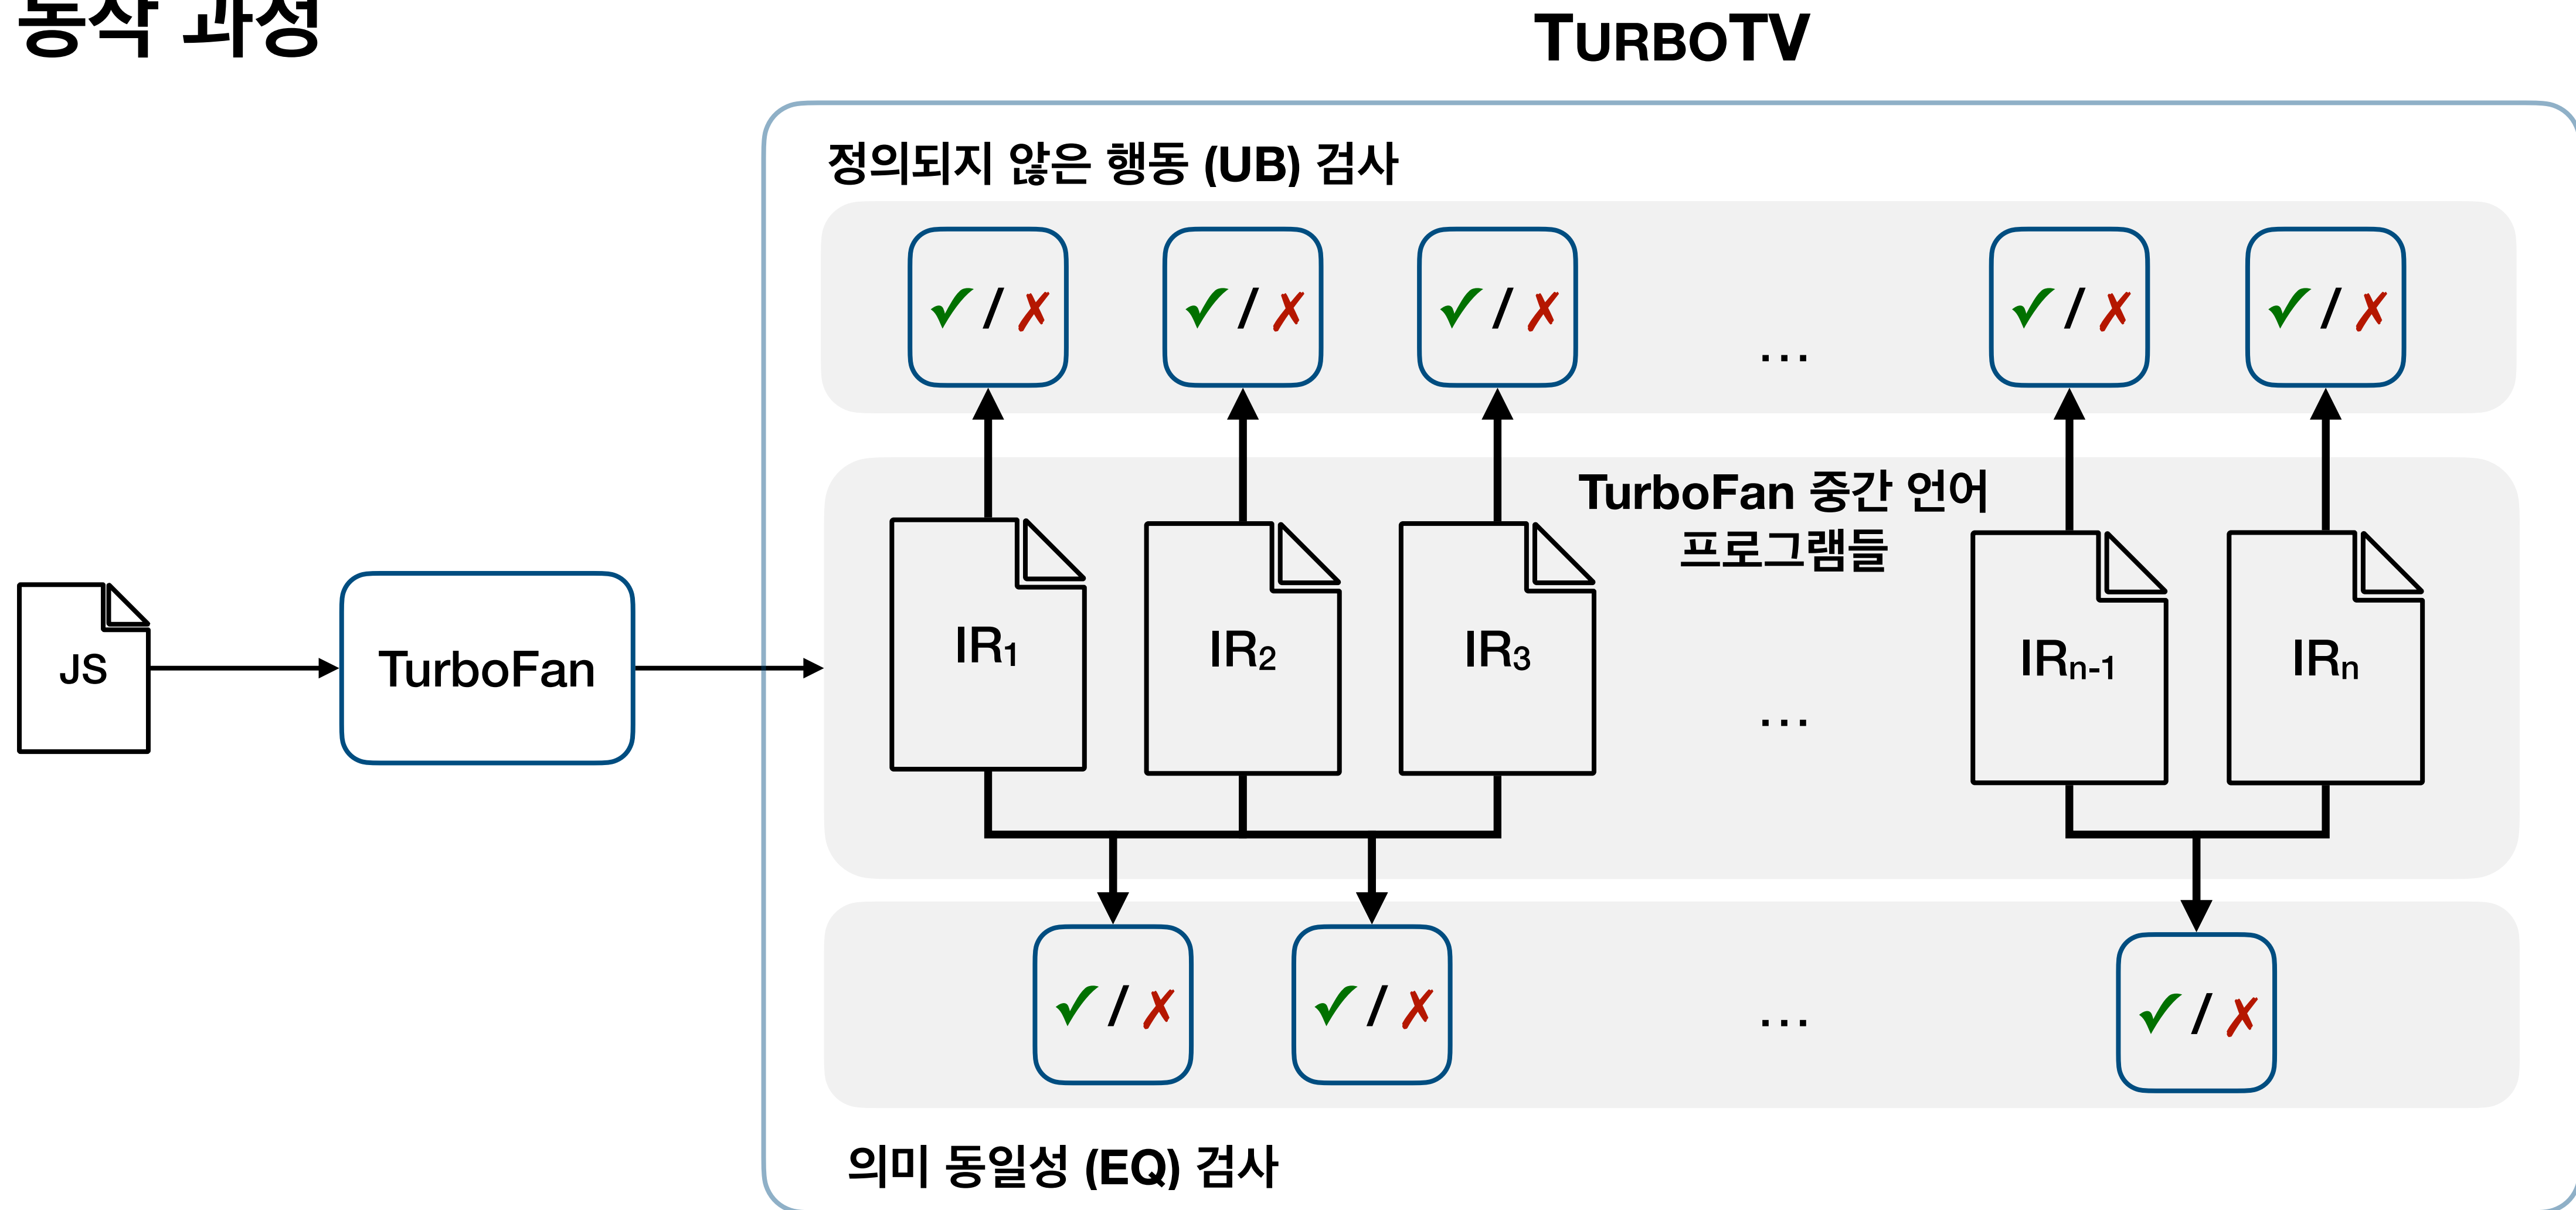 동작 과정
TURBOTV
정의되지 않은 행동 (UB) 검사
✓ / ✗ ✓ / ✗ ✓ / ✗ ... ✓ / ✗ ✓ / ✗
TurboFan 중간 언어
프로그램들
JS
TurboFan
IR1 IR2 IR3 ... IRn-1 IRn
✓ / ✗ ✓ / ✗ ... ✓ / ✗
의미 동일성 (EQ) 검사